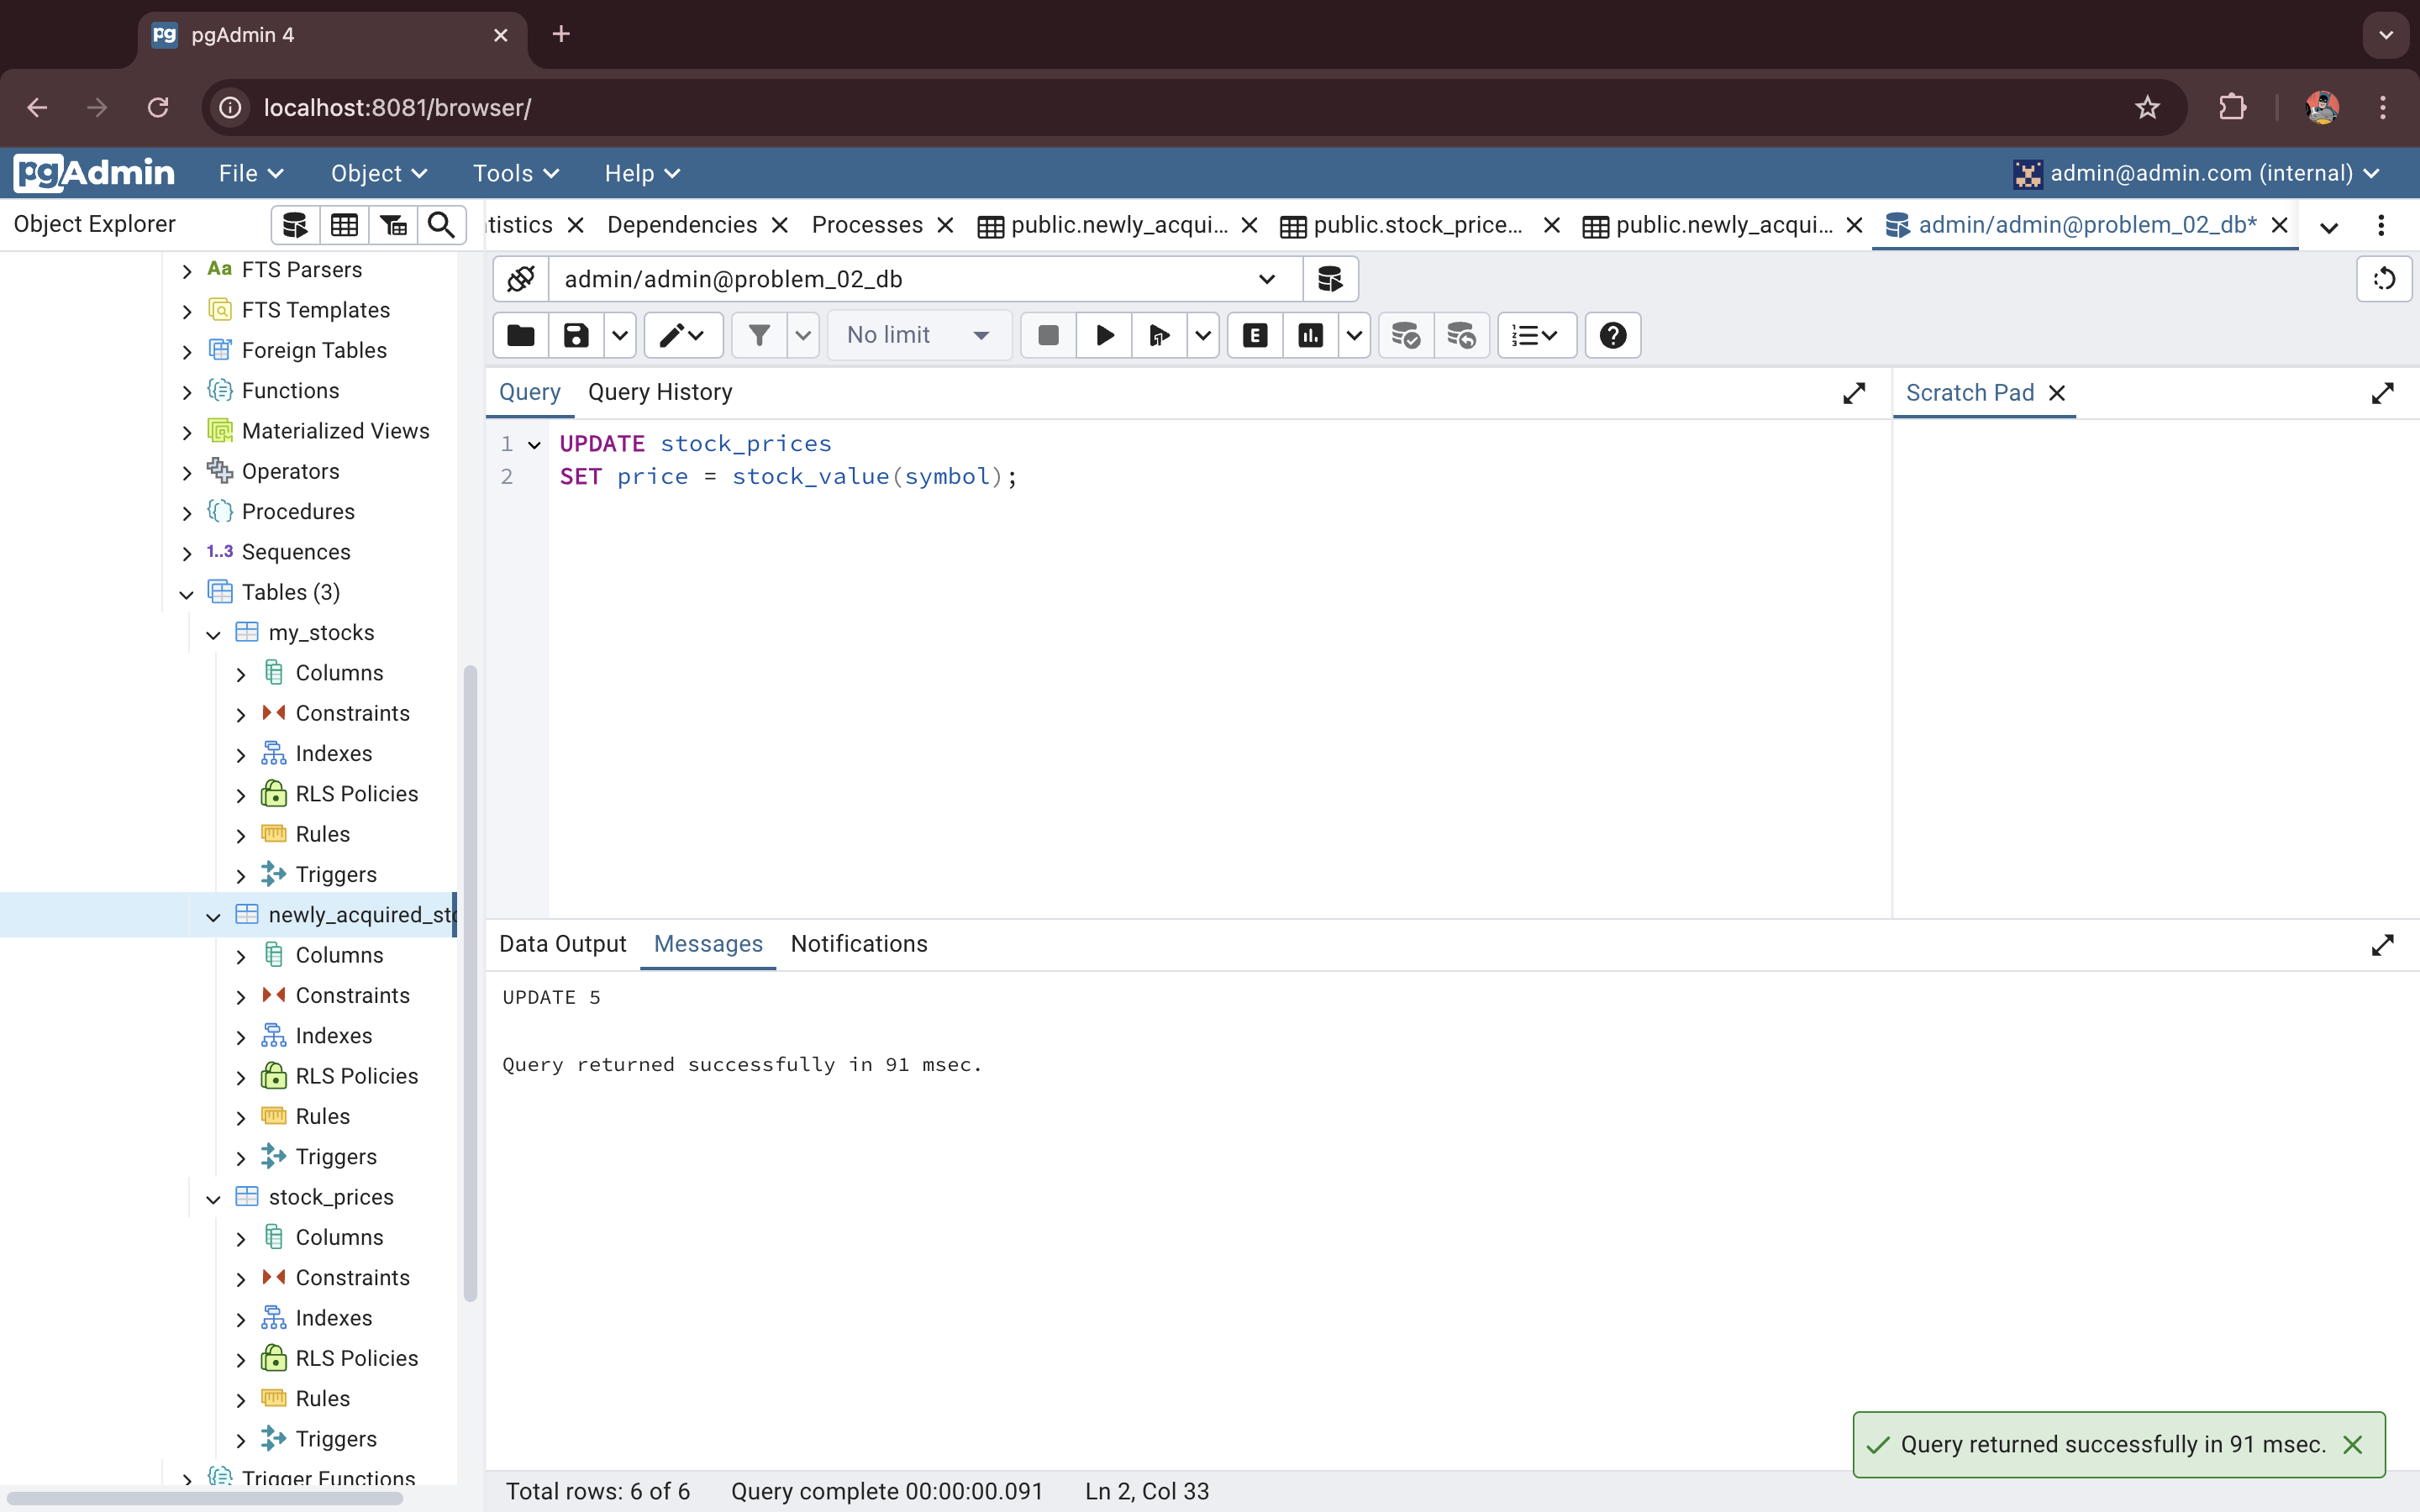 pgAdmin 4
localhost:8081/browser/
pgAdmin File Object Tools Help admin@admin.com (internal)
Object Explorer
tistics Dependencies Processes public.newly_acqui... public.stock_price... public.newly_acqui... admin/admin@problem_02_db*
admin/admin@problem_02_db
No limit
E
Query Query History Scratch Pad
1 UPDATE stock_prices
2 SET price = stock_value(symbol);
Aa FTS Parsers
FTS Templates
Foreign Tables
Functions
Materialized Views
Operators
Procedures
1..3 Sequences
Tables (3)
my_stocks
Columns
Constraints
Indexes
RLS Policies
Rules
Triggers
newly_acquired_sto
Columns
Constraints
Indexes
RLS Policies
Rules
Triggers
stock_prices
Columns
Constraints
Indexes
RLS Policies
Rules
Triggers
Trigger Functions
Data Output Messages Notifications
UPDATE 5
Query returned successfully in 91 msec.
Query returned successfully in 91 msec.
Total rows: 6 of 6 Query complete 00:00:00.091 Ln 2, Col 33